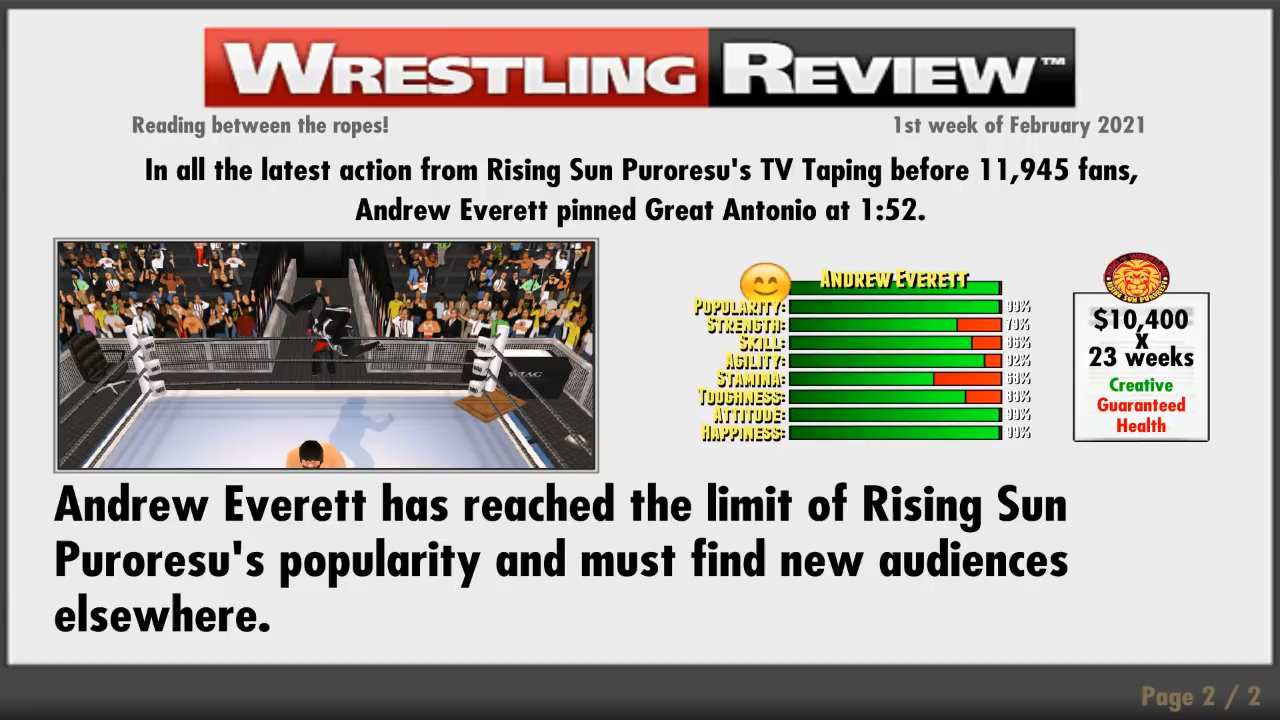 WRESTLING REVIEW™
Reading between the ropes!
1st week of February 2021
In all the latest action from Rising Sun Puroresu's TV Taping before 11,945 fans,
Andrew Everett pinned Great Antonio at 1:52.
ANDREW EVERETT
POPULARITY: 99%
STRENGTH: 79%
SKILL: 86%
AGILITY: 92%
STAMINA: 68%
TOUGHNESS: 83%
ATTITUDE: 99%
HAPPINESS: 99%
$10,400
X
23 weeks
Creative
Guaranteed
Health
Andrew Everett has reached the limit of Rising Sun
Puroresu's popularity and must find new audiences
elsewhere.
Page 2 / 2